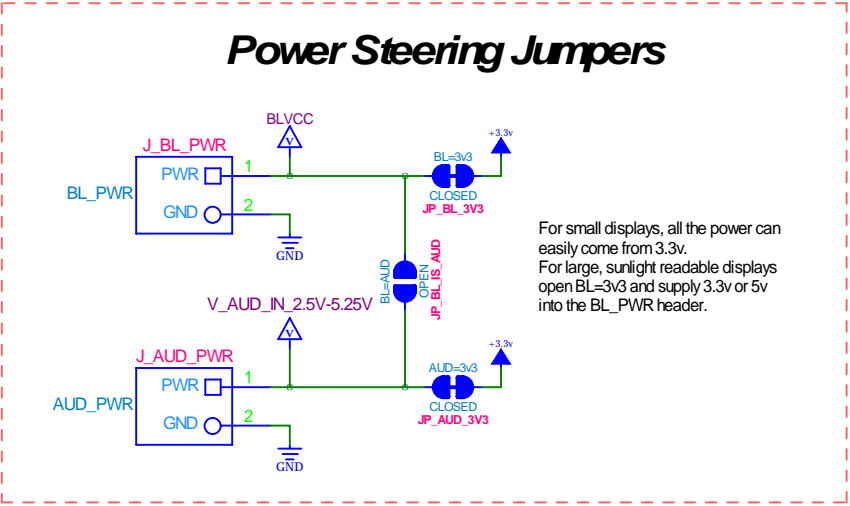 Power Steering Jumpers
BLVCC
V
J_BL_PWR
BL_PWR
PWR
1
GND
2
GND
BL=3v3
CLOSED
JP_BL_3V3
+3.3v
BL=AUD
OPEN
JP_BL_IS_AUD
For small displays, all the power can
easily come from 3.3v.
For large, sunlight readable displays
open BL=3v3 and supply 3.3v or 5v
into the BL_PWR header.
V_AUD_IN_2.5V-5.25V
V
J_AUD_PWR
AUD_PWR
PWR
1
GND
2
GND
AUD=3v3
CLOSED
JP_AUD_3V3
+3.3v